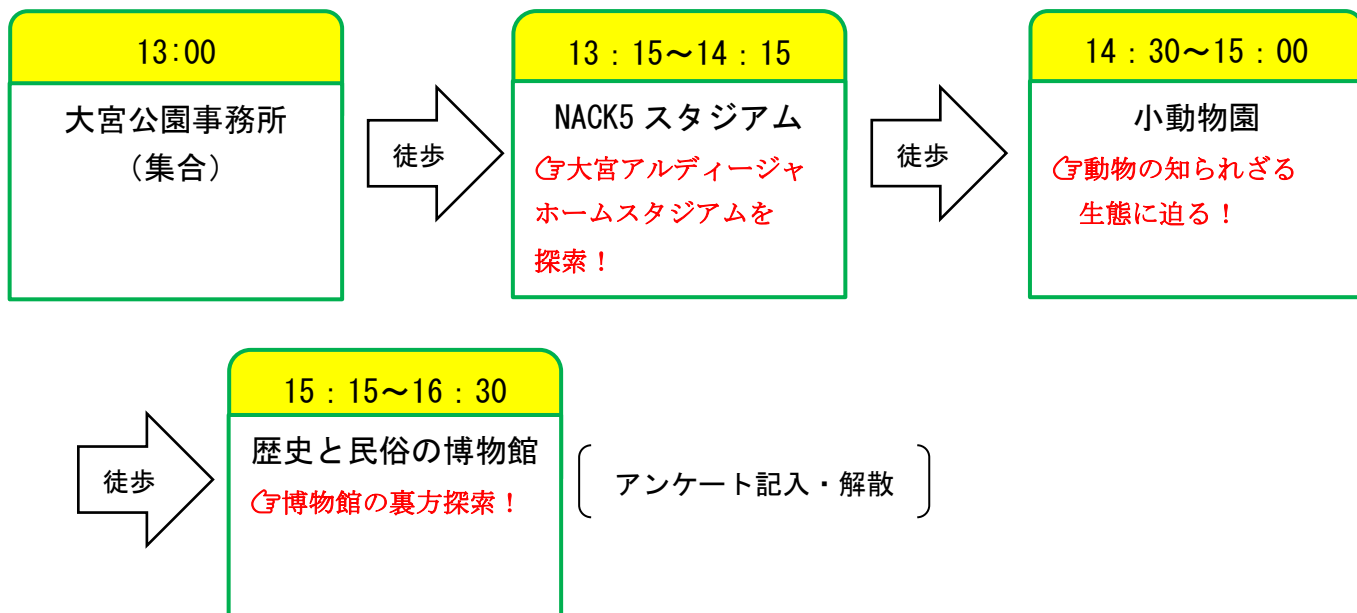 13:00
大宮公園事務所
（集合）
徒歩
13：15～14：15
NACK5 スタジアム
☞大宮アルディージャ
ホームスタジアムを
探索！
徒歩
14：30～15：00
小動物園
☞動物の知られざる
生態に迫る！
徒歩
15：15～16：30
歴史と民俗の博物館
☞博物館の裏方探索！
アンケート記入・解散